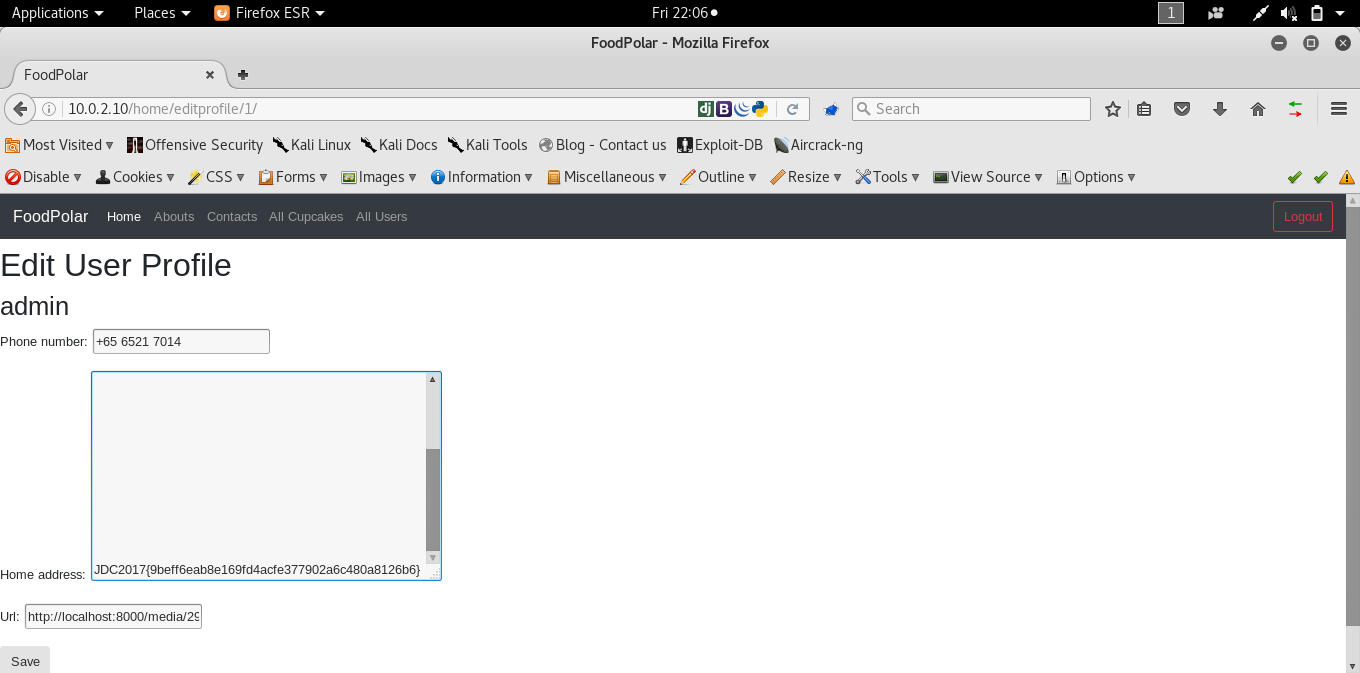 Applications Places Firefox ESR Fri 22:06 1
FoodPolar - Mozilla Firefox
FoodPolar
10.0.2.10/home/editprofile/1/ dj B Search
Most Visited Offensive Security Kali Linux Kali Docs Kali Tools Blog - Contact us Exploit-DB Aircrack-ng
Disable Cookies CSS Forms Images Information Miscellaneous Outline Resize Tools View Source Options
FoodPolar Home Abouts Contacts All Cupcakes All Users Logout
Edit User Profile
admin
Phone number: +65 6521 7014
JDC2017{9beff6eab8e169fd4acfe377902a6c480a8126b6}
Home address:
Url: http://localhost:8000/media/29
Save